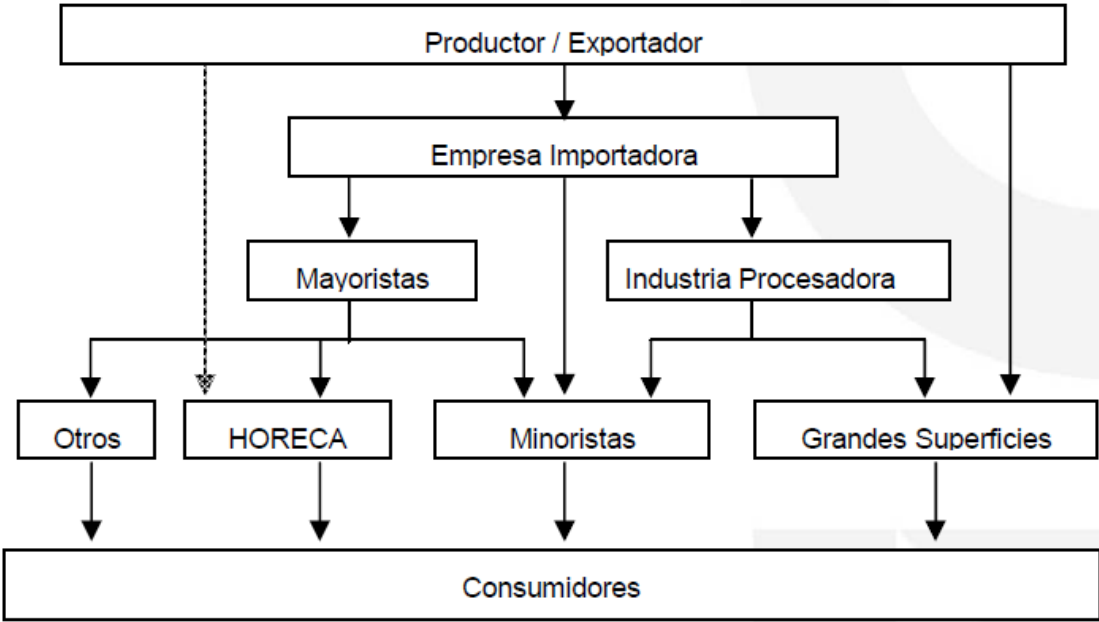 Productor / Exportador
Empresa Importadora
Mayoristas
Industria Procesadora
Otros
HORECA
Minoristas
Grandes Superficies
Consumidores